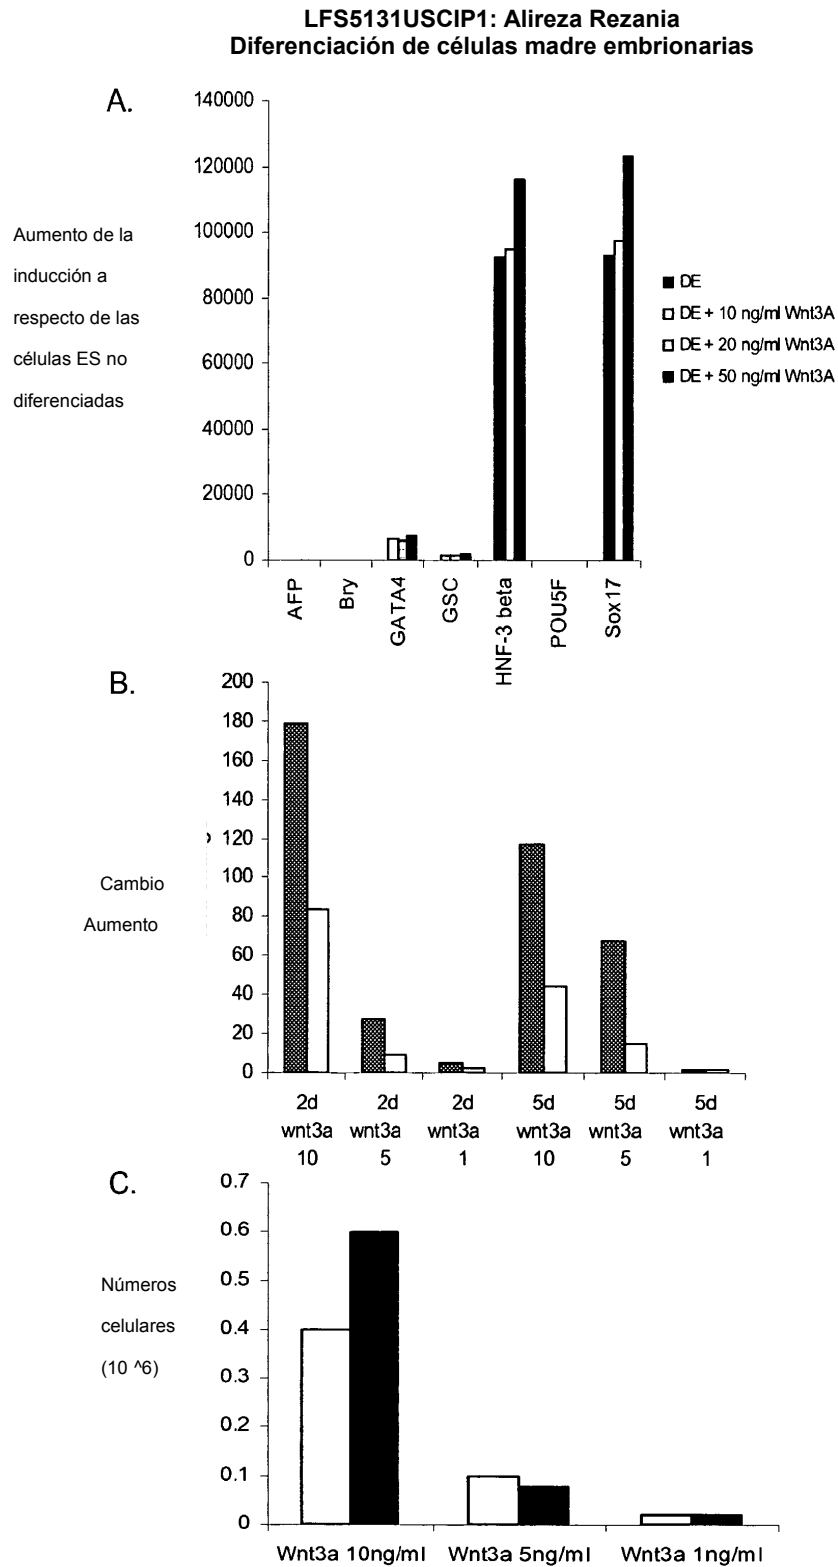 LFS5131USCIP1: Alireza Rezania
Diferenciación de células madre embrionarias
A.
140000
120000
100000
80000
60000
40000
20000
0
Aumento de la
inducción a
respecto de las
células ES no
diferenciadas
DE
DE + 10 ng/ml Wnt3A
DE + 20 ng/ml Wnt3A
DE + 50 ng/ml Wnt3A
AFP
Bry
GATA4
GSC
HNF-3 beta
POU5F
Sox17
B.
200
180
160
140
120
100
80
60
40
20
0
Cambio
Aumento
2d 2d 2d 5d 5d 5d
wnt3a wnt3a wnt3a wnt3a wnt3a wnt3a
10 5 1 10 5 1
C.
0.7
0.6
0.5
0.4
0.3
0.2
0.1
0
Números
celulares
(10 ^6)
Wnt3a 10ng/ml Wnt3a 5ng/ml Wnt3a 1ng/ml